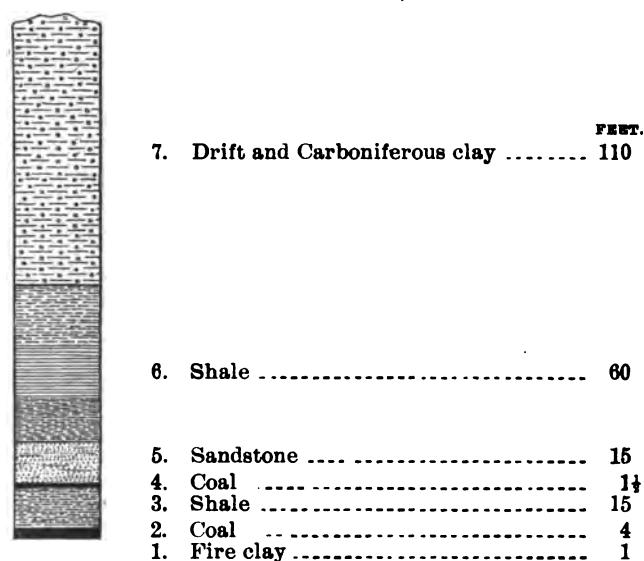 FEET.
7. Drift and Carboniferous clay ........ 110
6. Shale .................................. 60
5. Sandstone .... .......................... 15
4. Coal ..... .............................. 1½
3. Shale .................................. 15
2. Coal .. ................................ 4
1. Fire clay .............................. 1